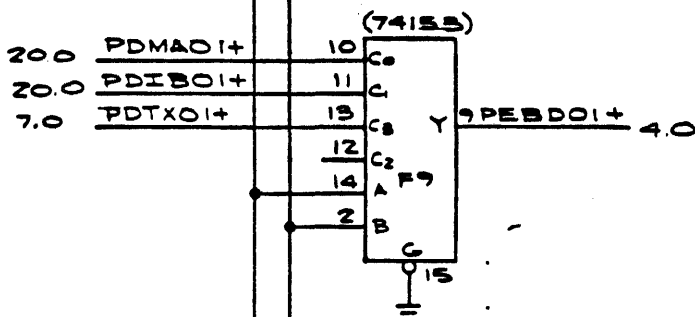 (74153)
20.0 PDMA01+ 10 C0
20.0 PDIB01+ 11 C1
7.0 PDTX01+ 13 C3 Y 9 PEBD01+ 4.0
12 C2
14 A F9
2 B
G
15